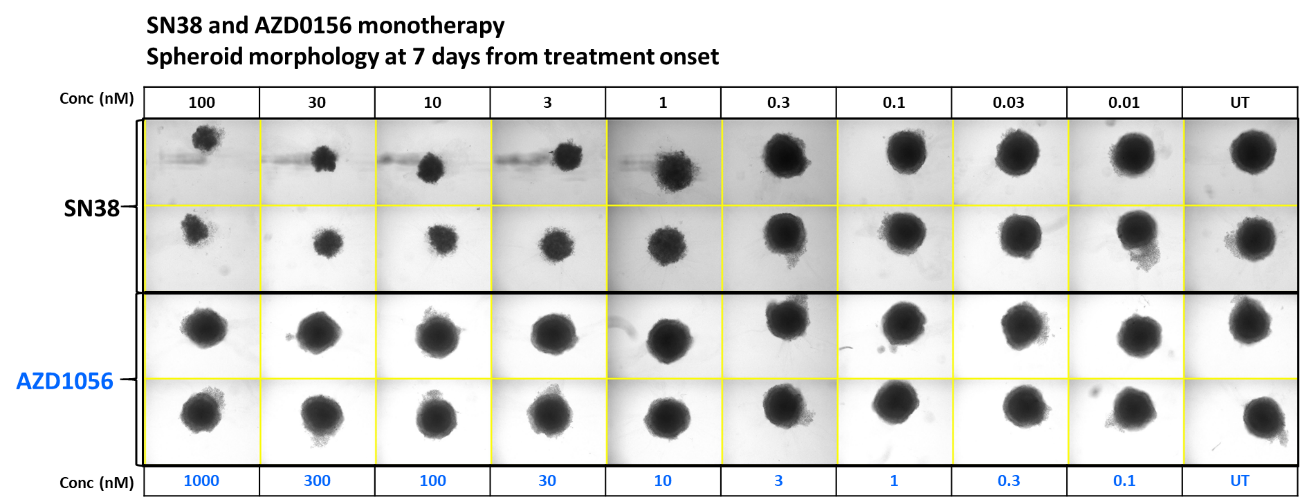 SN38 and AZD0156 monotherapy
Spheroid morphology at 7 days from treatment onset
Conc (nM) 100 30 10 3 1 0.3 0.1 0.03 0.01 UT
SN38
AZD1056
Conc (nM) 1000 300 100 30 10 3 1 0.3 0.1 UT